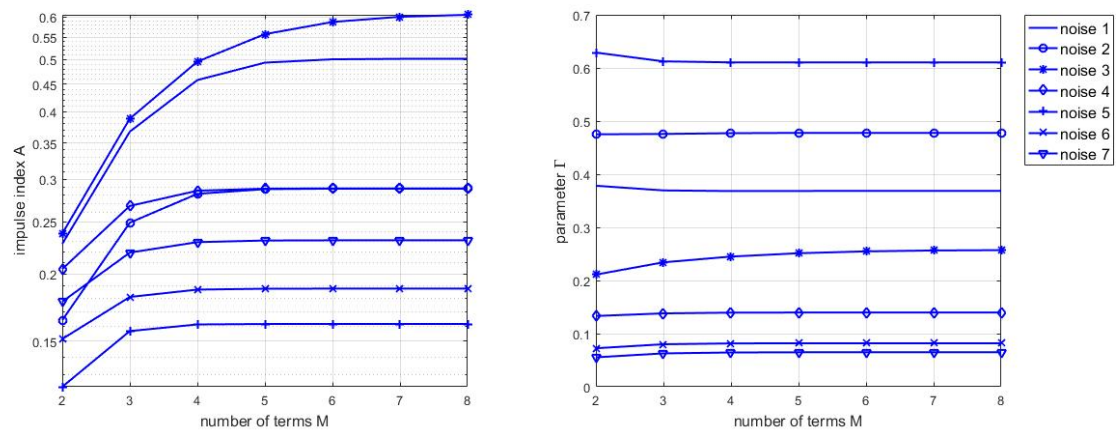 0.6
0.55
0.5
0.45
0.4
0.35
0.3
0.25
0.2
0.15
impulse index A
2 3 4 5 6 7 8
number of terms M
0.7
0.6
0.5
0.4
0.3
0.2
0.1
0
parameter Γ
2 3 4 5 6 7 8
number of terms M
noise 1
noise 2
noise 3
noise 4
noise 5
noise 6
noise 7